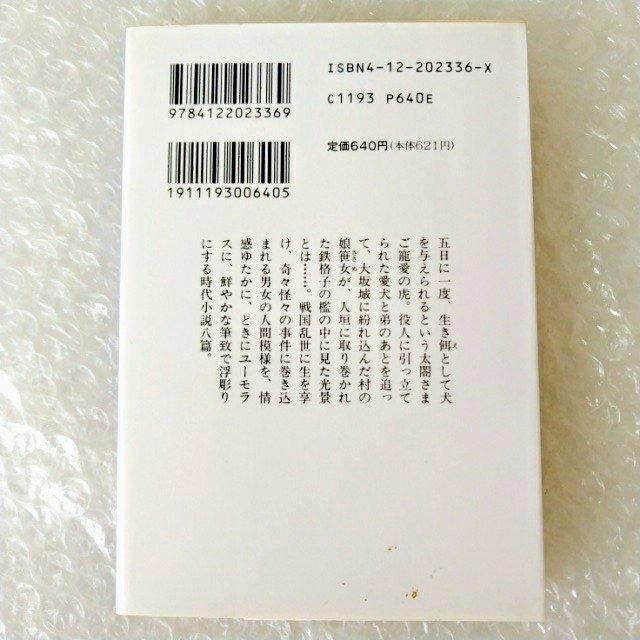 9784122023369
1911193006405
ISBN4-12-202336-X
C1193 P640E
定価640円(本体621円)
五日に一度、生き餌として犬
え
を与えられるという太閤さま
ご寵愛の虎。役人に引っ立て
られた愛犬と弟のあとを追っ
て、大坂城に紛れ込んだ村の
娘笹女が、人垣に取り巻かれ
ささめ
た鉄格子の檻の中に見た光景
とは……。戦国乱世に生を享
け、奇々怪々の事件に巻き込
まれる男女の人間模様を、情
感ゆたかに、ときにユーモラ
スに、鮮やかな筆致で浮彫り
にする時代小説八篇。